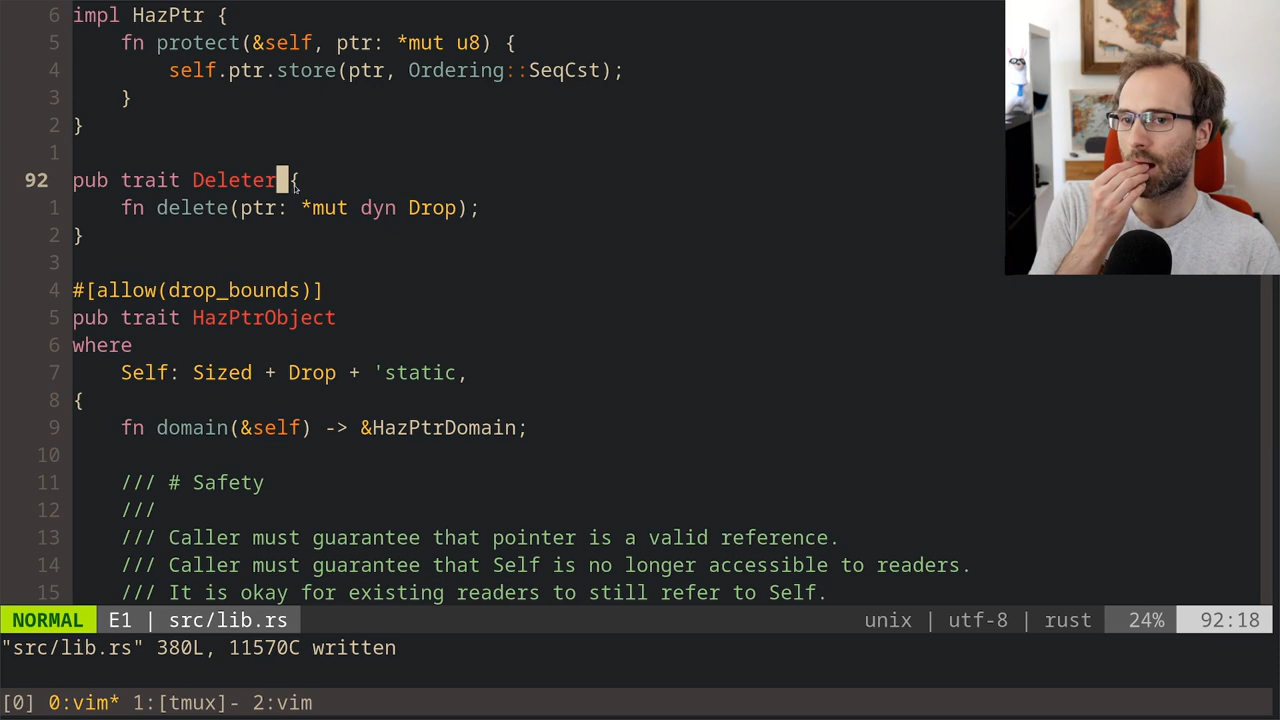 6 impl HazPtr {
5     fn protect(&self, ptr: *mut u8) {
4         self.ptr.store(ptr, Ordering::SeqCst);
3     }
2 }
1
92 pub trait Deleter {
1     fn delete(ptr: *mut dyn Drop);
2 }
3
4 #[allow(drop_bounds)]
5 pub trait HazPtrObject
6 where
7     Self: Sized + Drop + 'static,
8 {
9     fn domain(&self) -> &HazPtrDomain;
10
11     /// # Safety
12     ///
13     /// Caller must guarantee that pointer is a valid reference.
14     /// Caller must guarantee that Self is no longer accessible to readers.
15     /// It is okay for existing readers to still refer to Self.
NORMAL E1 | src/lib.rs unix | utf-8 | rust 24% 92:18
"src/lib.rs" 380L, 11570C written
[0] 0:vim* 1:[tmux]- 2:vim